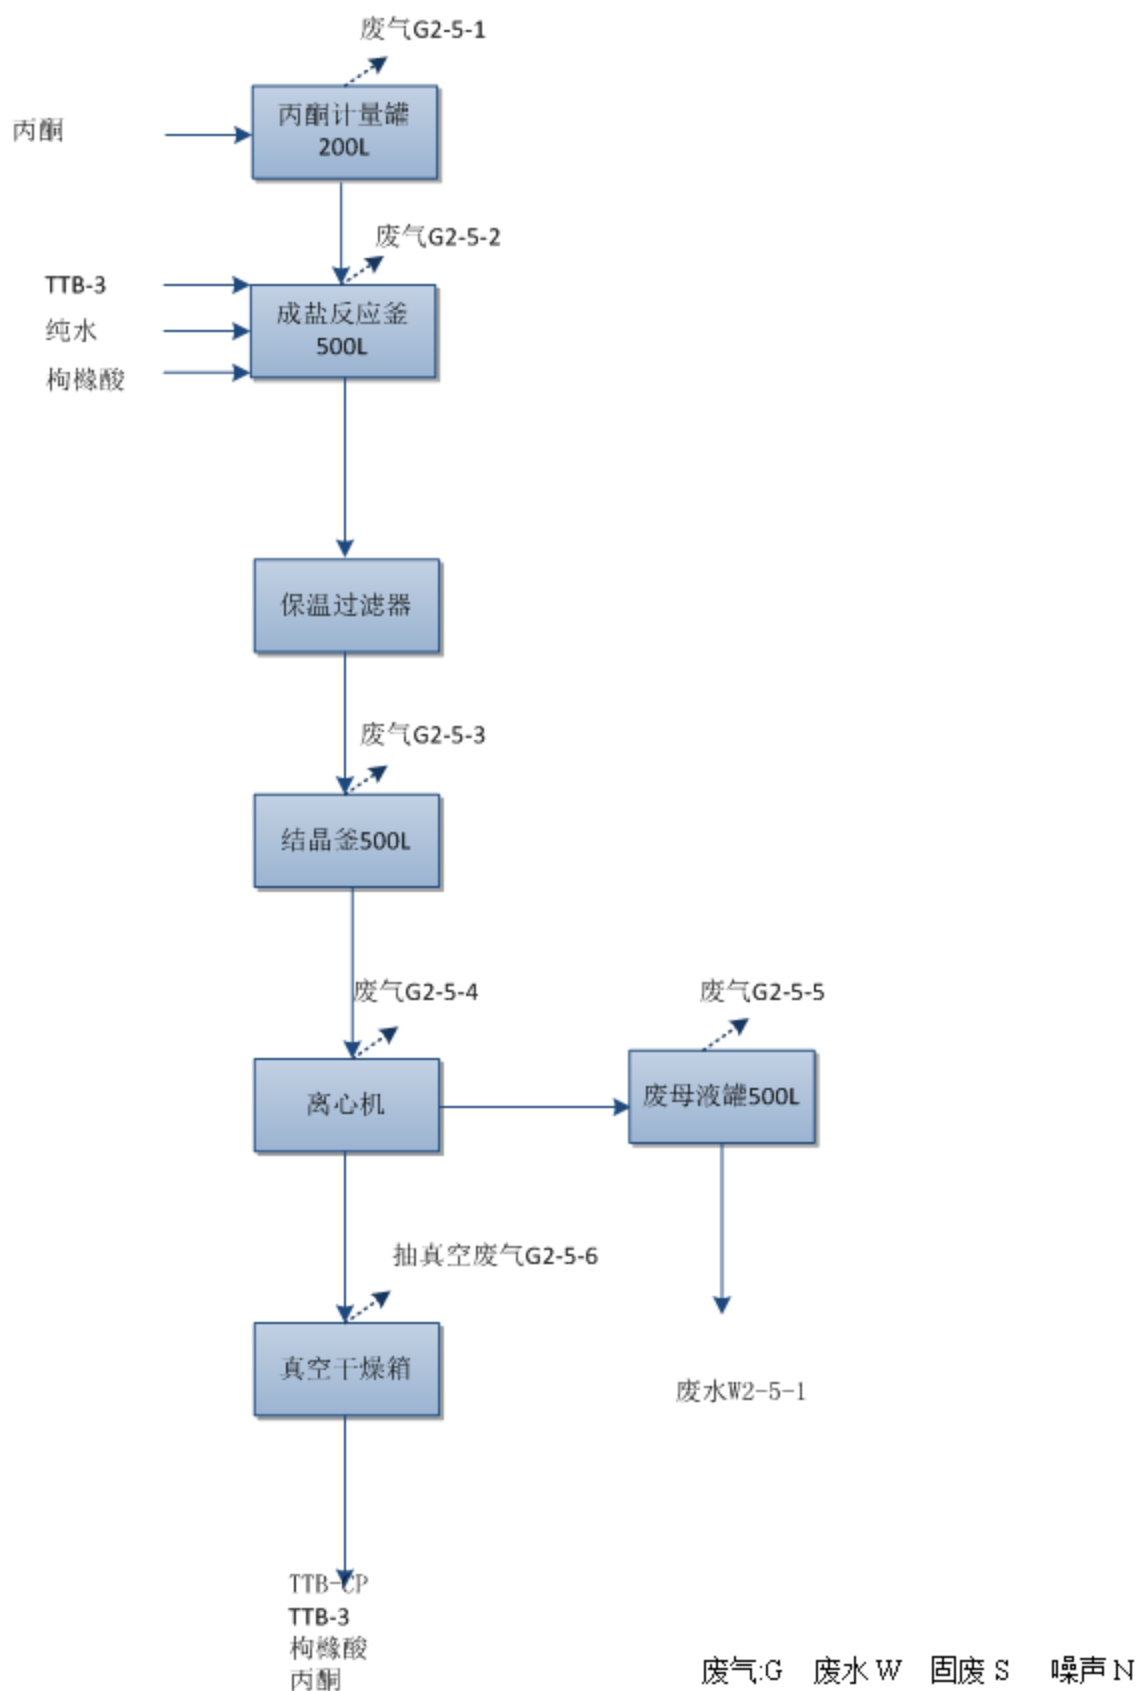 废气G2-5-1
丙酮
丙酮计量罐
200L
废气G2-5-2
TTB-3
纯水
枸橼酸
成盐反应釜
500L
保温过滤器
废气G2-5-3
结晶釜500L
废气G2-5-4
废气G2-5-5
离心机
废母液罐500L
抽真空废气G2-5-6
真空干燥箱
废水W2-5-1
TTB-CP
TTB-3
枸橼酸
丙酮
废气:G 废水 W 固废 S 噪声 N